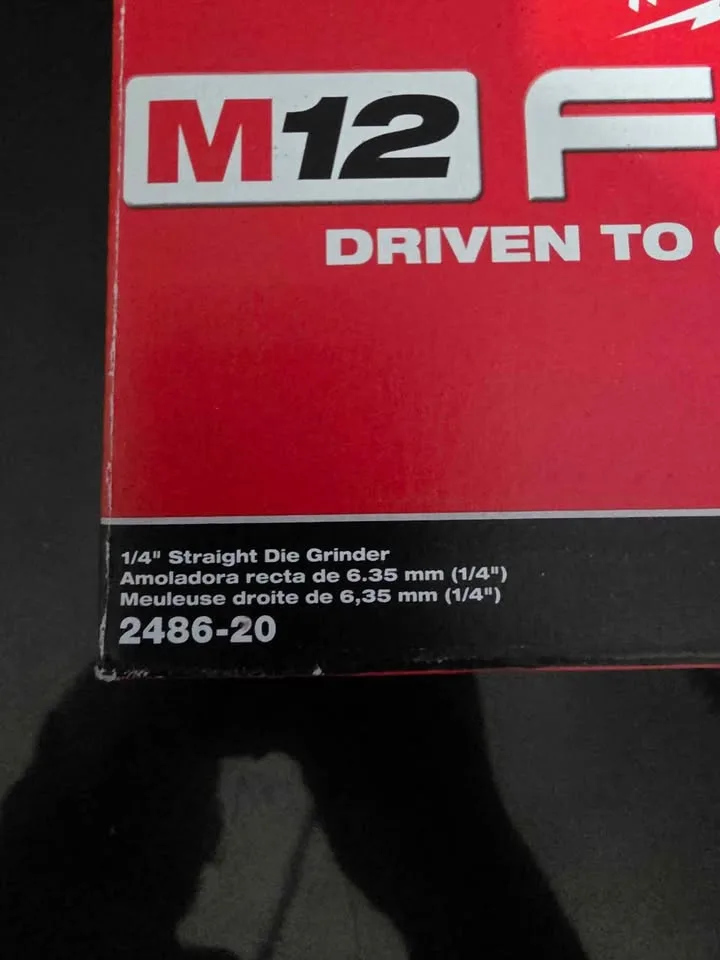 M12 F
DRIVEN TO
1/4" Straight Die Grinder
Amoladora recta de 6.35 mm (1/4")
Meuleuse droite de 6,35 mm (1/4")
2486-20